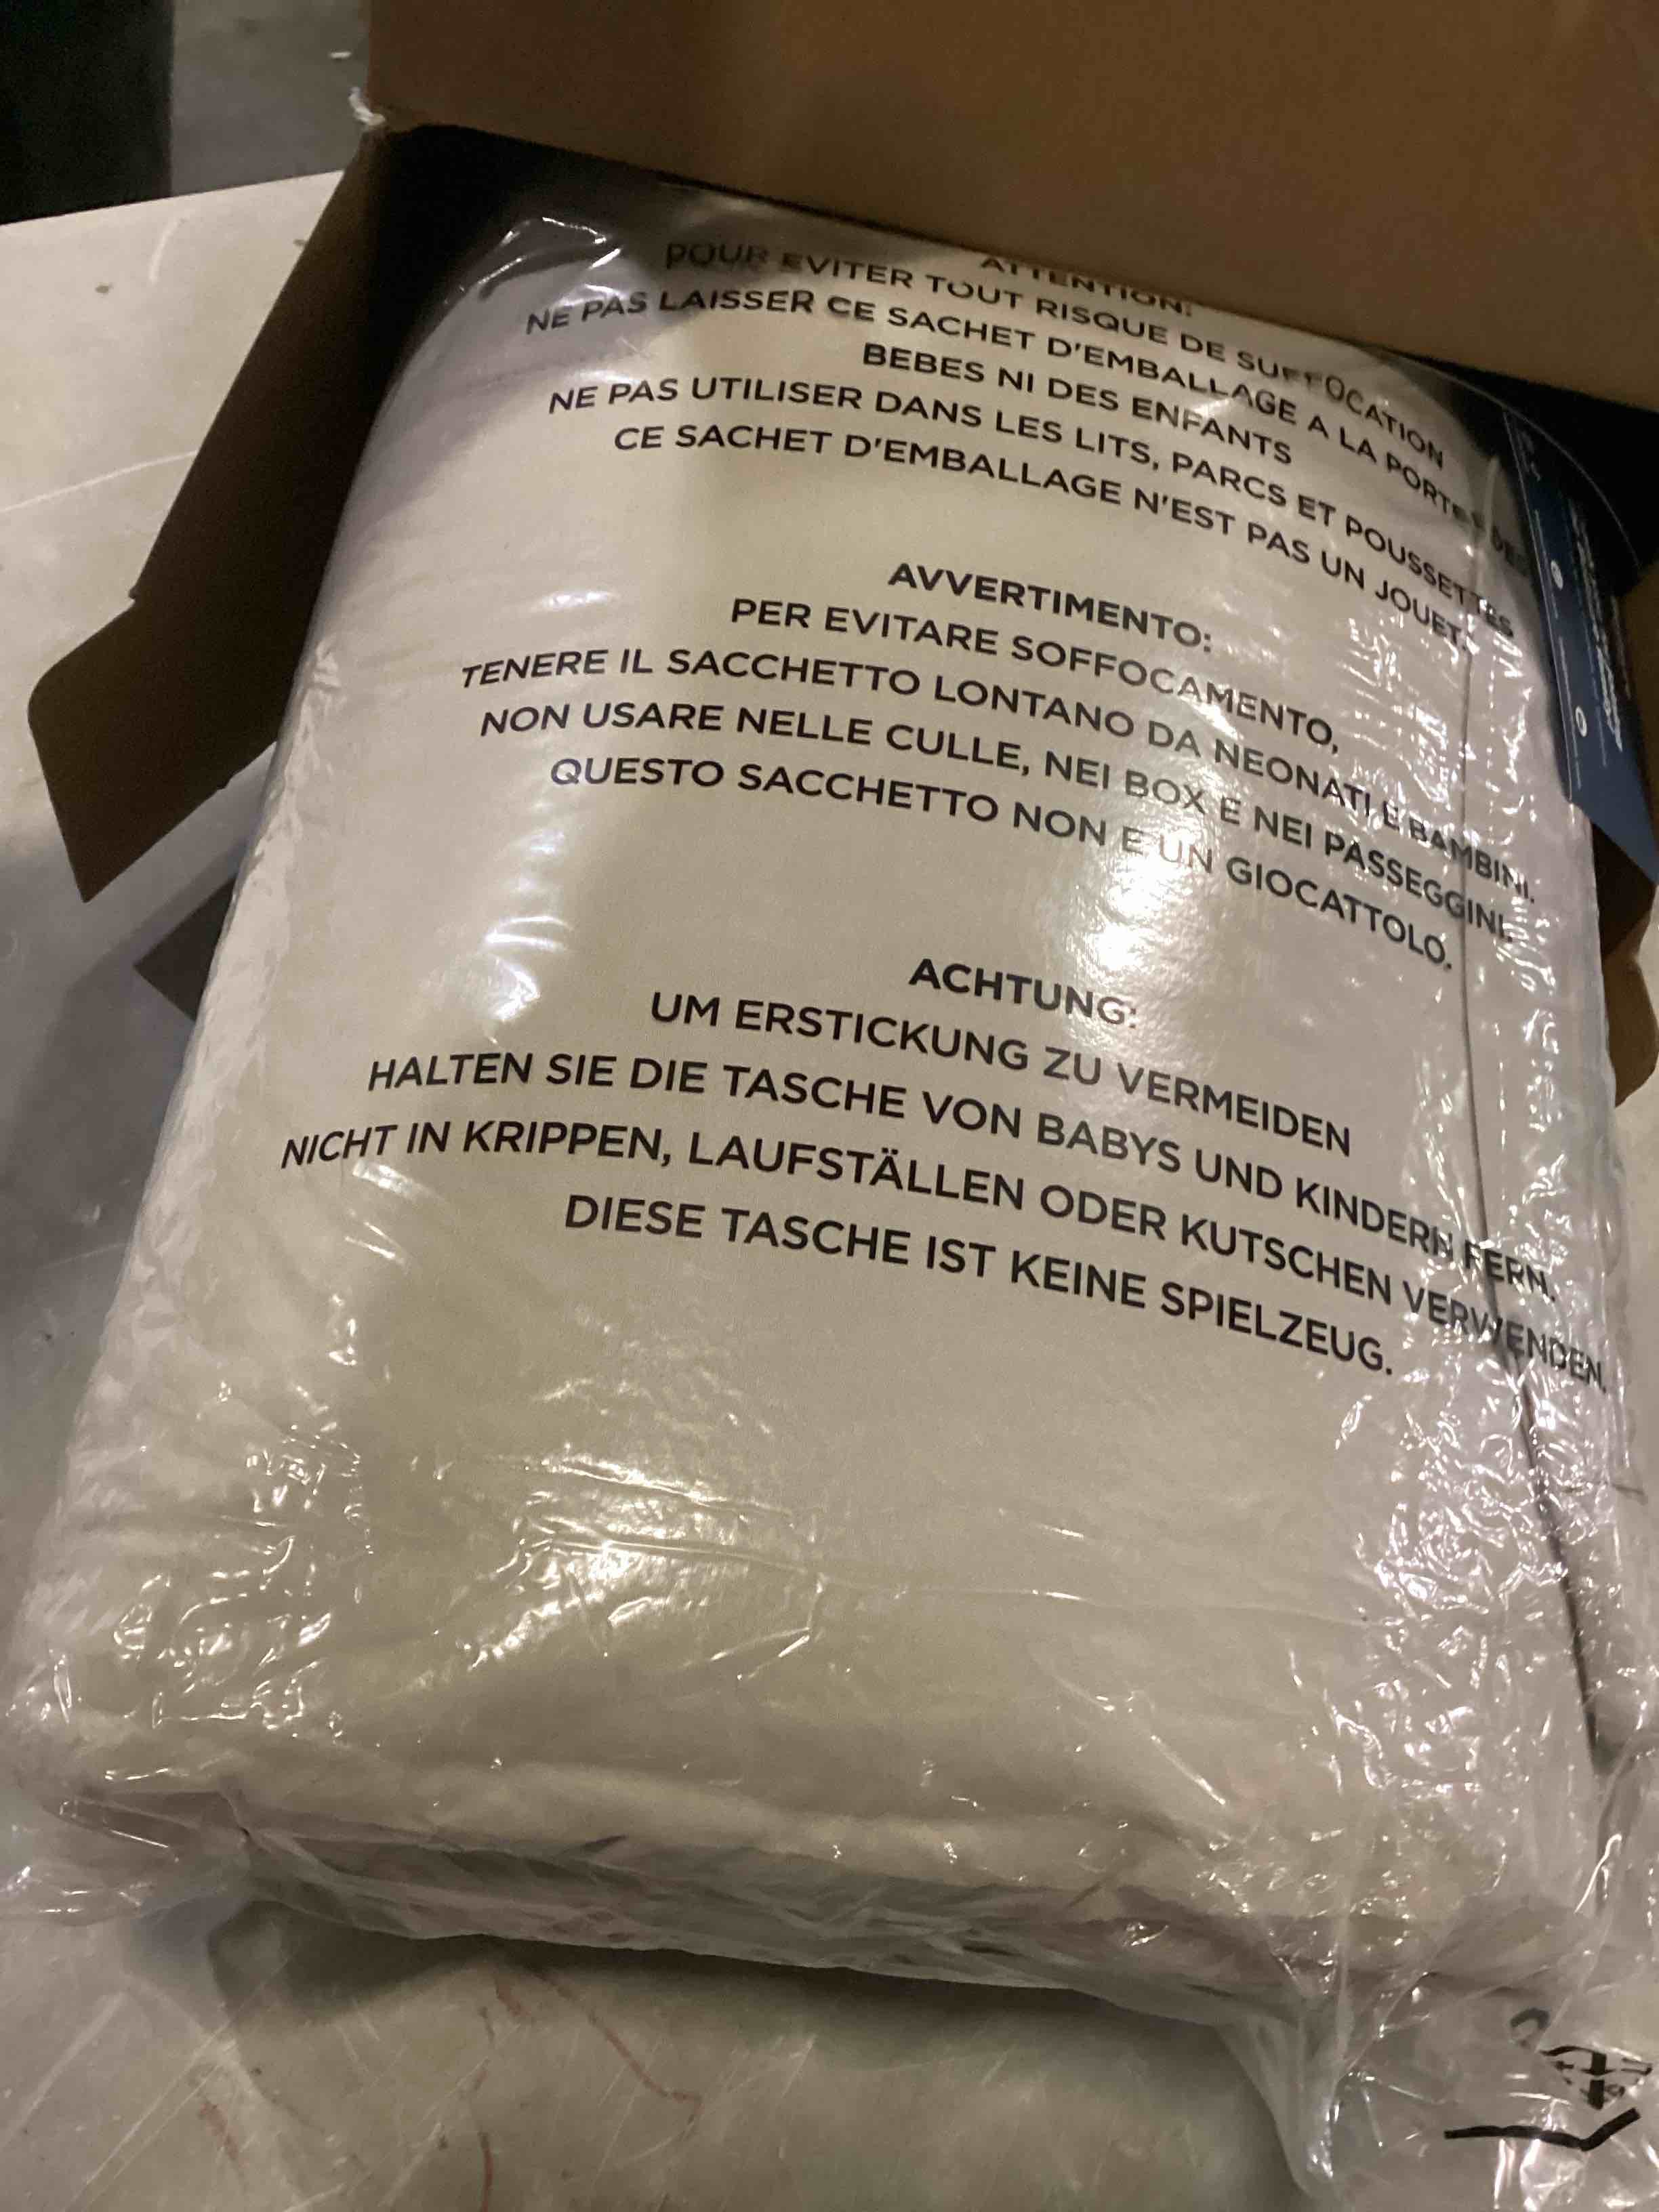 ATTENTION:
POUR EVITER TOUT RISQUE DE SUFFOCATION
NE PAS LAISSER CE SACHET D'EMBALLAGE A LA PORTEE DES
BEBES NI DES ENFANTS
NE PAS UTILISER DANS LES LITS, PARCS ET POUSSETTES
CE SACHET D'EMBALLAGE N'EST PAS UN JOUET.
AVVERTIMENTO:
PER EVITARE SOFFOCAMENTO,
TENERE IL SACCHETTO LONTANO DA NEONATI E BAMBINI.
NON USARE NELLE CULLE, NEI BOX E NEI PASSEGGINI.
QUESTO SACCHETTO NON E UN GIOCATTOLO.
ACHTUNG:
UM ERSTICKUNG ZU VERMEIDEN
HALTEN SIE DIE TASCHE VON BABYS UND KINDERN FERN.
NICHT IN KRIPPEN, LAUFSTÄLLEN ODER KUTSCHEN VERWENDEN.
DIESE TASCHE IST KEINE SPIELZEUG.